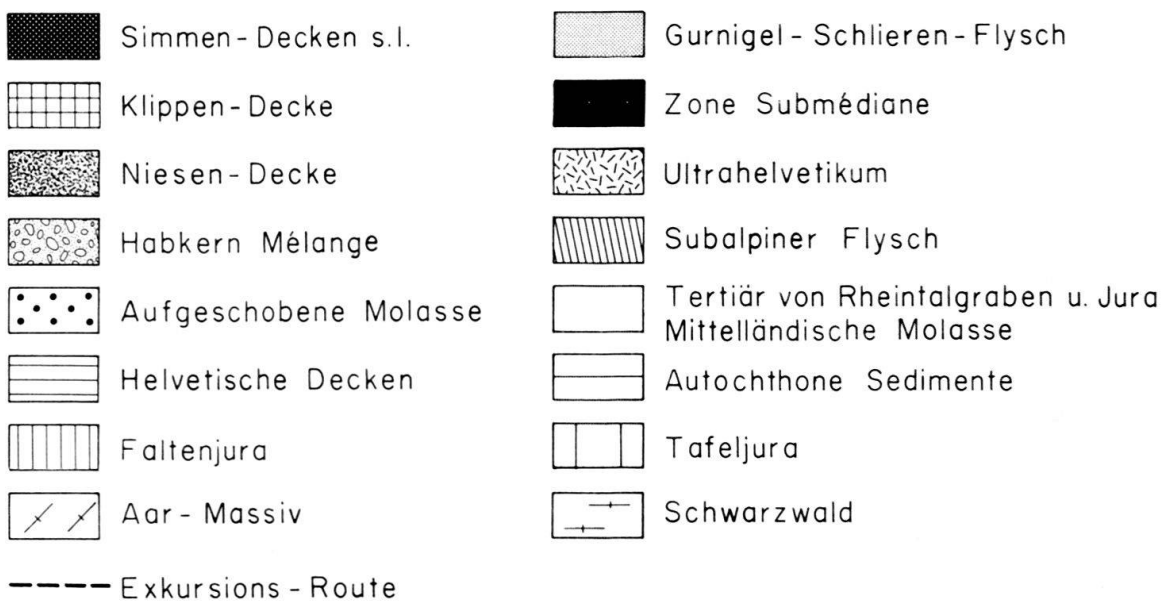 Simmen-Decken s.l.
Klippen-Decke
Niesen-Decke
Habkern Mélange
Aufgeschobene Molasse
Helvetische Decken
Faltenjura
Aar-Massiv
Exkursions-Route
Gurnigel-Schlieren-Flysch
Zone Submédiane
Ultrahelvetikum
Subalpiner Flysch
Tertiär von Rheintalgraben u. Jura
Mittelländische Molasse
Autochthone Sedimente
Tafeljura
Schwarzwald